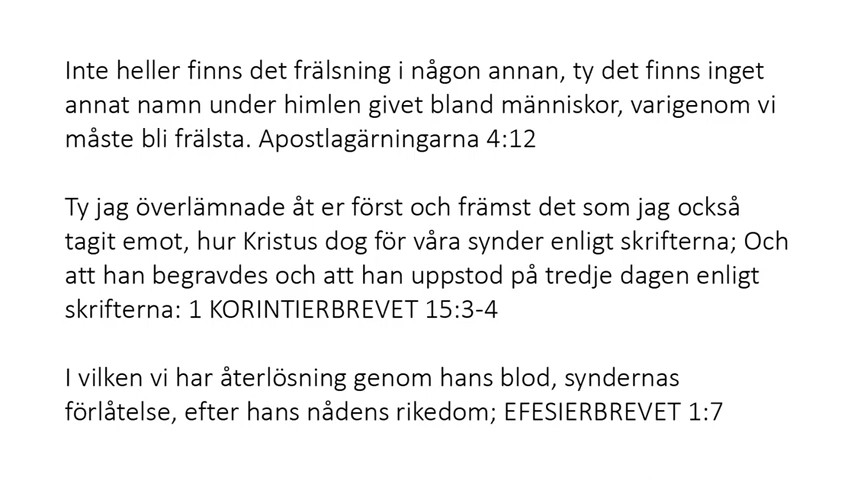 Inte heller finns det frälsning i någon annan, ty det finns inget
annat namn under himlen givet bland människor, varigenom vi
måste bli frälsta. Apostlagärningarna 4:12
Ty jag överlämnade åt er först och främst det som jag också
tagit emot, hur Kristus dog för våra synder enligt skrifterna; Och
att han begravdes och att han uppstod på tredje dagen enligt
skrifterna: 1 KORINTIERBREVET 15:3-4
I vilken vi har återlösning genom hans blod, syndernas
förlåtelse, efter hans nådens rikedom; EFESIERBREVET 1:7